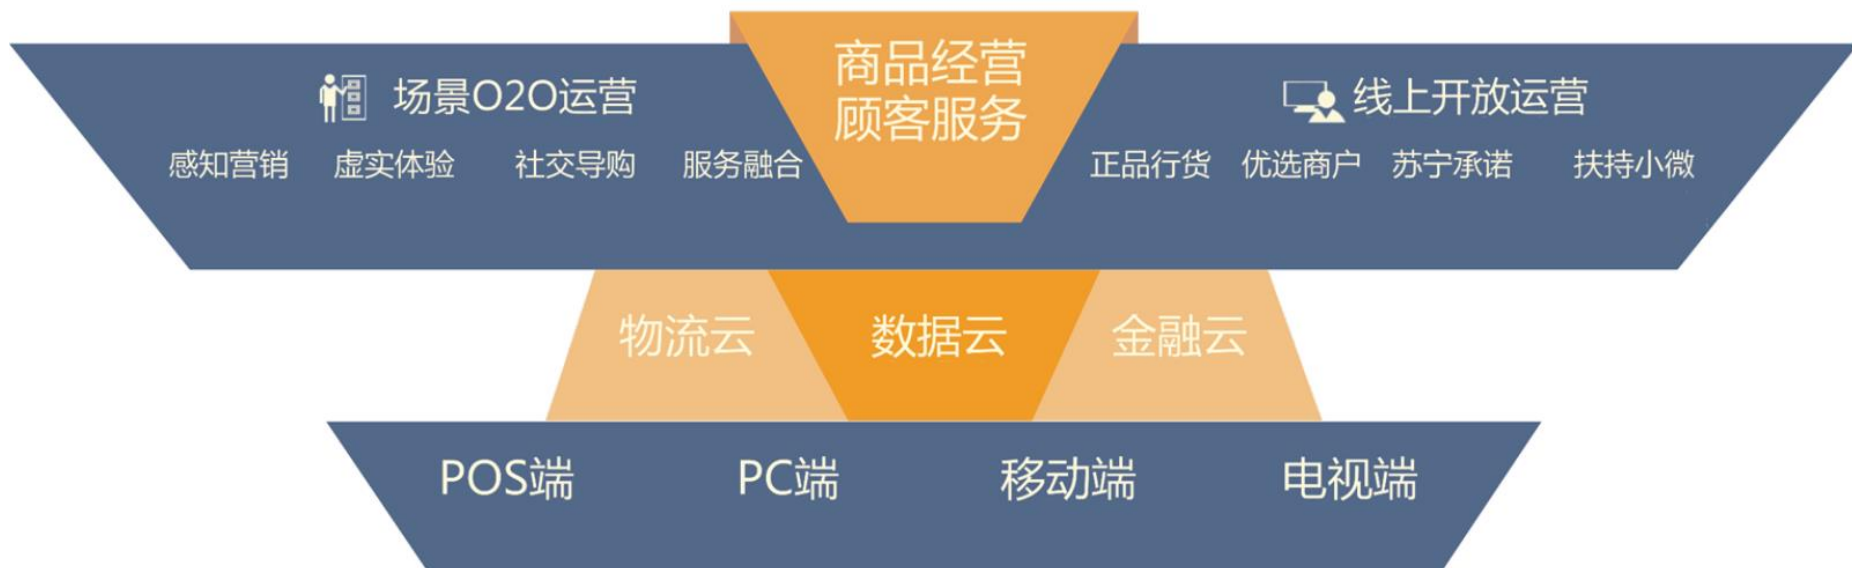 商品经营
顾客服务
场景O2O运营
感知营销 虚实体验 社交导购 服务融合
线上开放运营
正品行货 优选商户 苏宁承诺 扶持小微
物流云 数据云 金融云
POS端 PC端 移动端 电视端